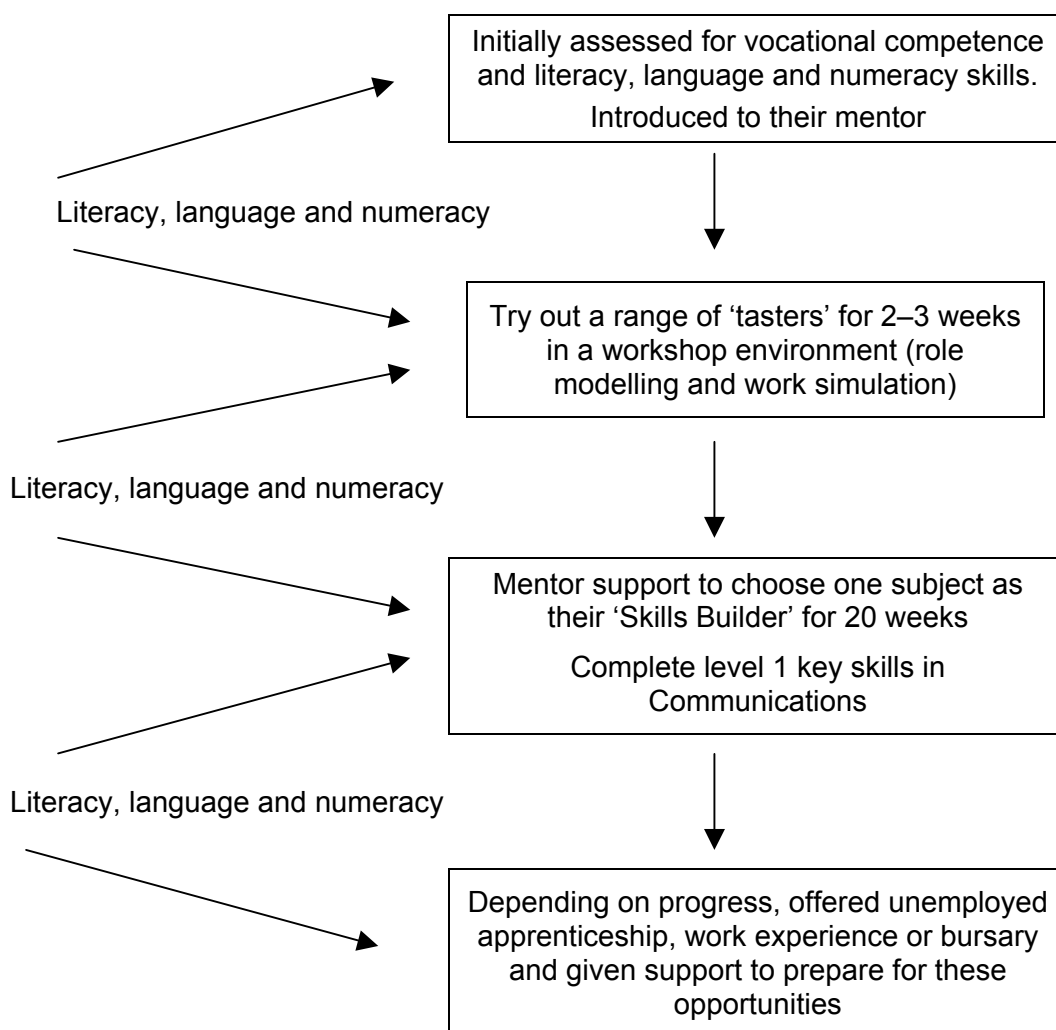 Initially assessed for vocational competence
and literacy, language and numeracy skills.
Introduced to their mentor
Literacy, language and numeracy
Try out a range of ‘tasters’ for 2–3 weeks
in a workshop environment (role
modelling and work simulation)
Literacy, language and numeracy
Mentor support to choose one subject as
their ‘Skills Builder’ for 20 weeks
Complete level 1 key skills in
Communications
Literacy, language and numeracy
Depending on progress, offered unemployed
apprenticeship, work experience or bursary
and given support to prepare for these
opportunities